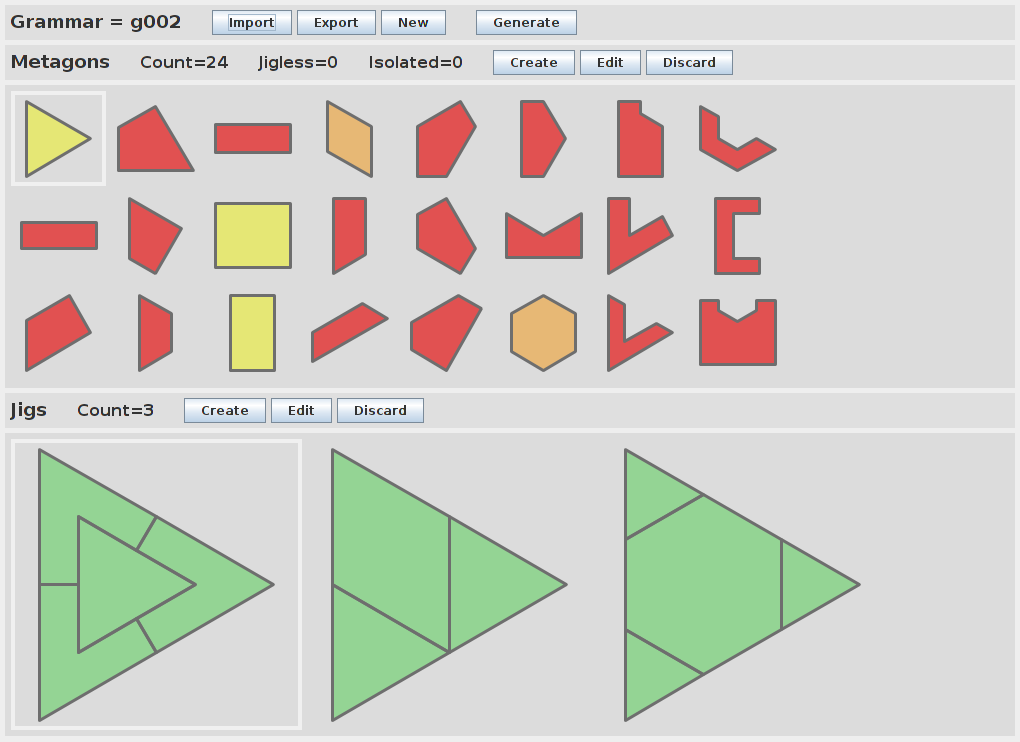 Grammar = g002 Import Export New Generate
Metagons Count=24 Jigless=0 Isolated=0 Create Edit Discard
Jigs Count=3 Create Edit Discard